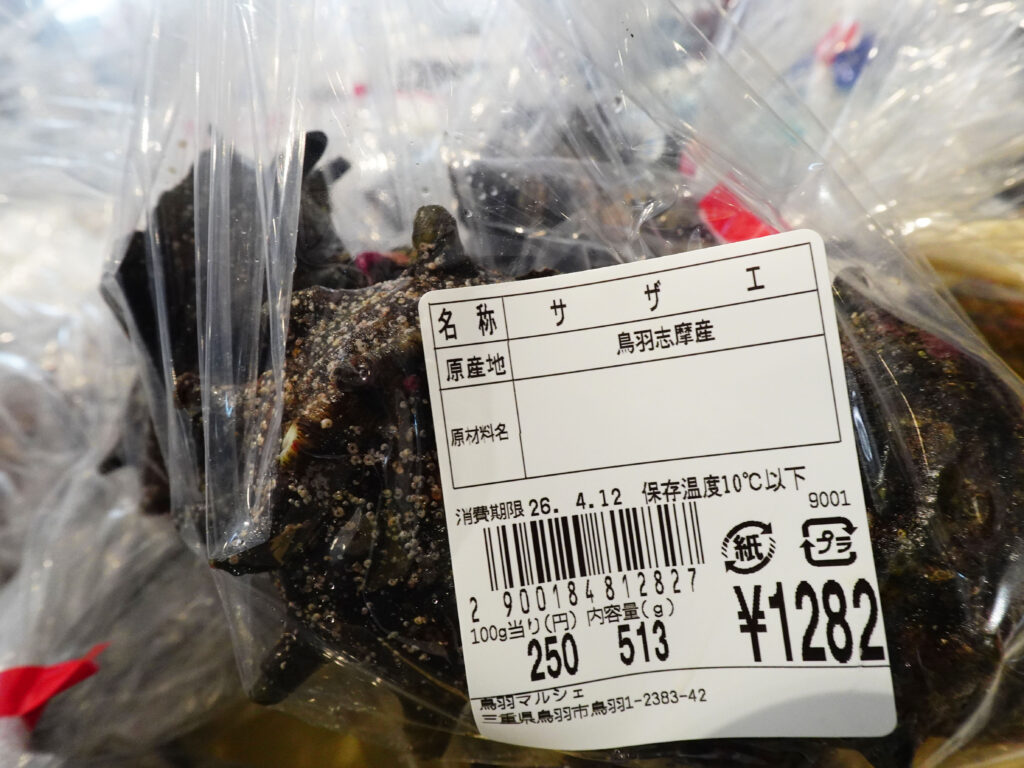 名称 サザエ
原産地 鳥羽志摩産
原材料名
消費期限 26. 4.12 保存温度10℃以下
9001
紙 プラ
2 900184 812827
100g当り(円) 内容量(g)
250 513 ¥1282
鳥羽マルシェ
三重県鳥羽市鳥羽1-2383-42